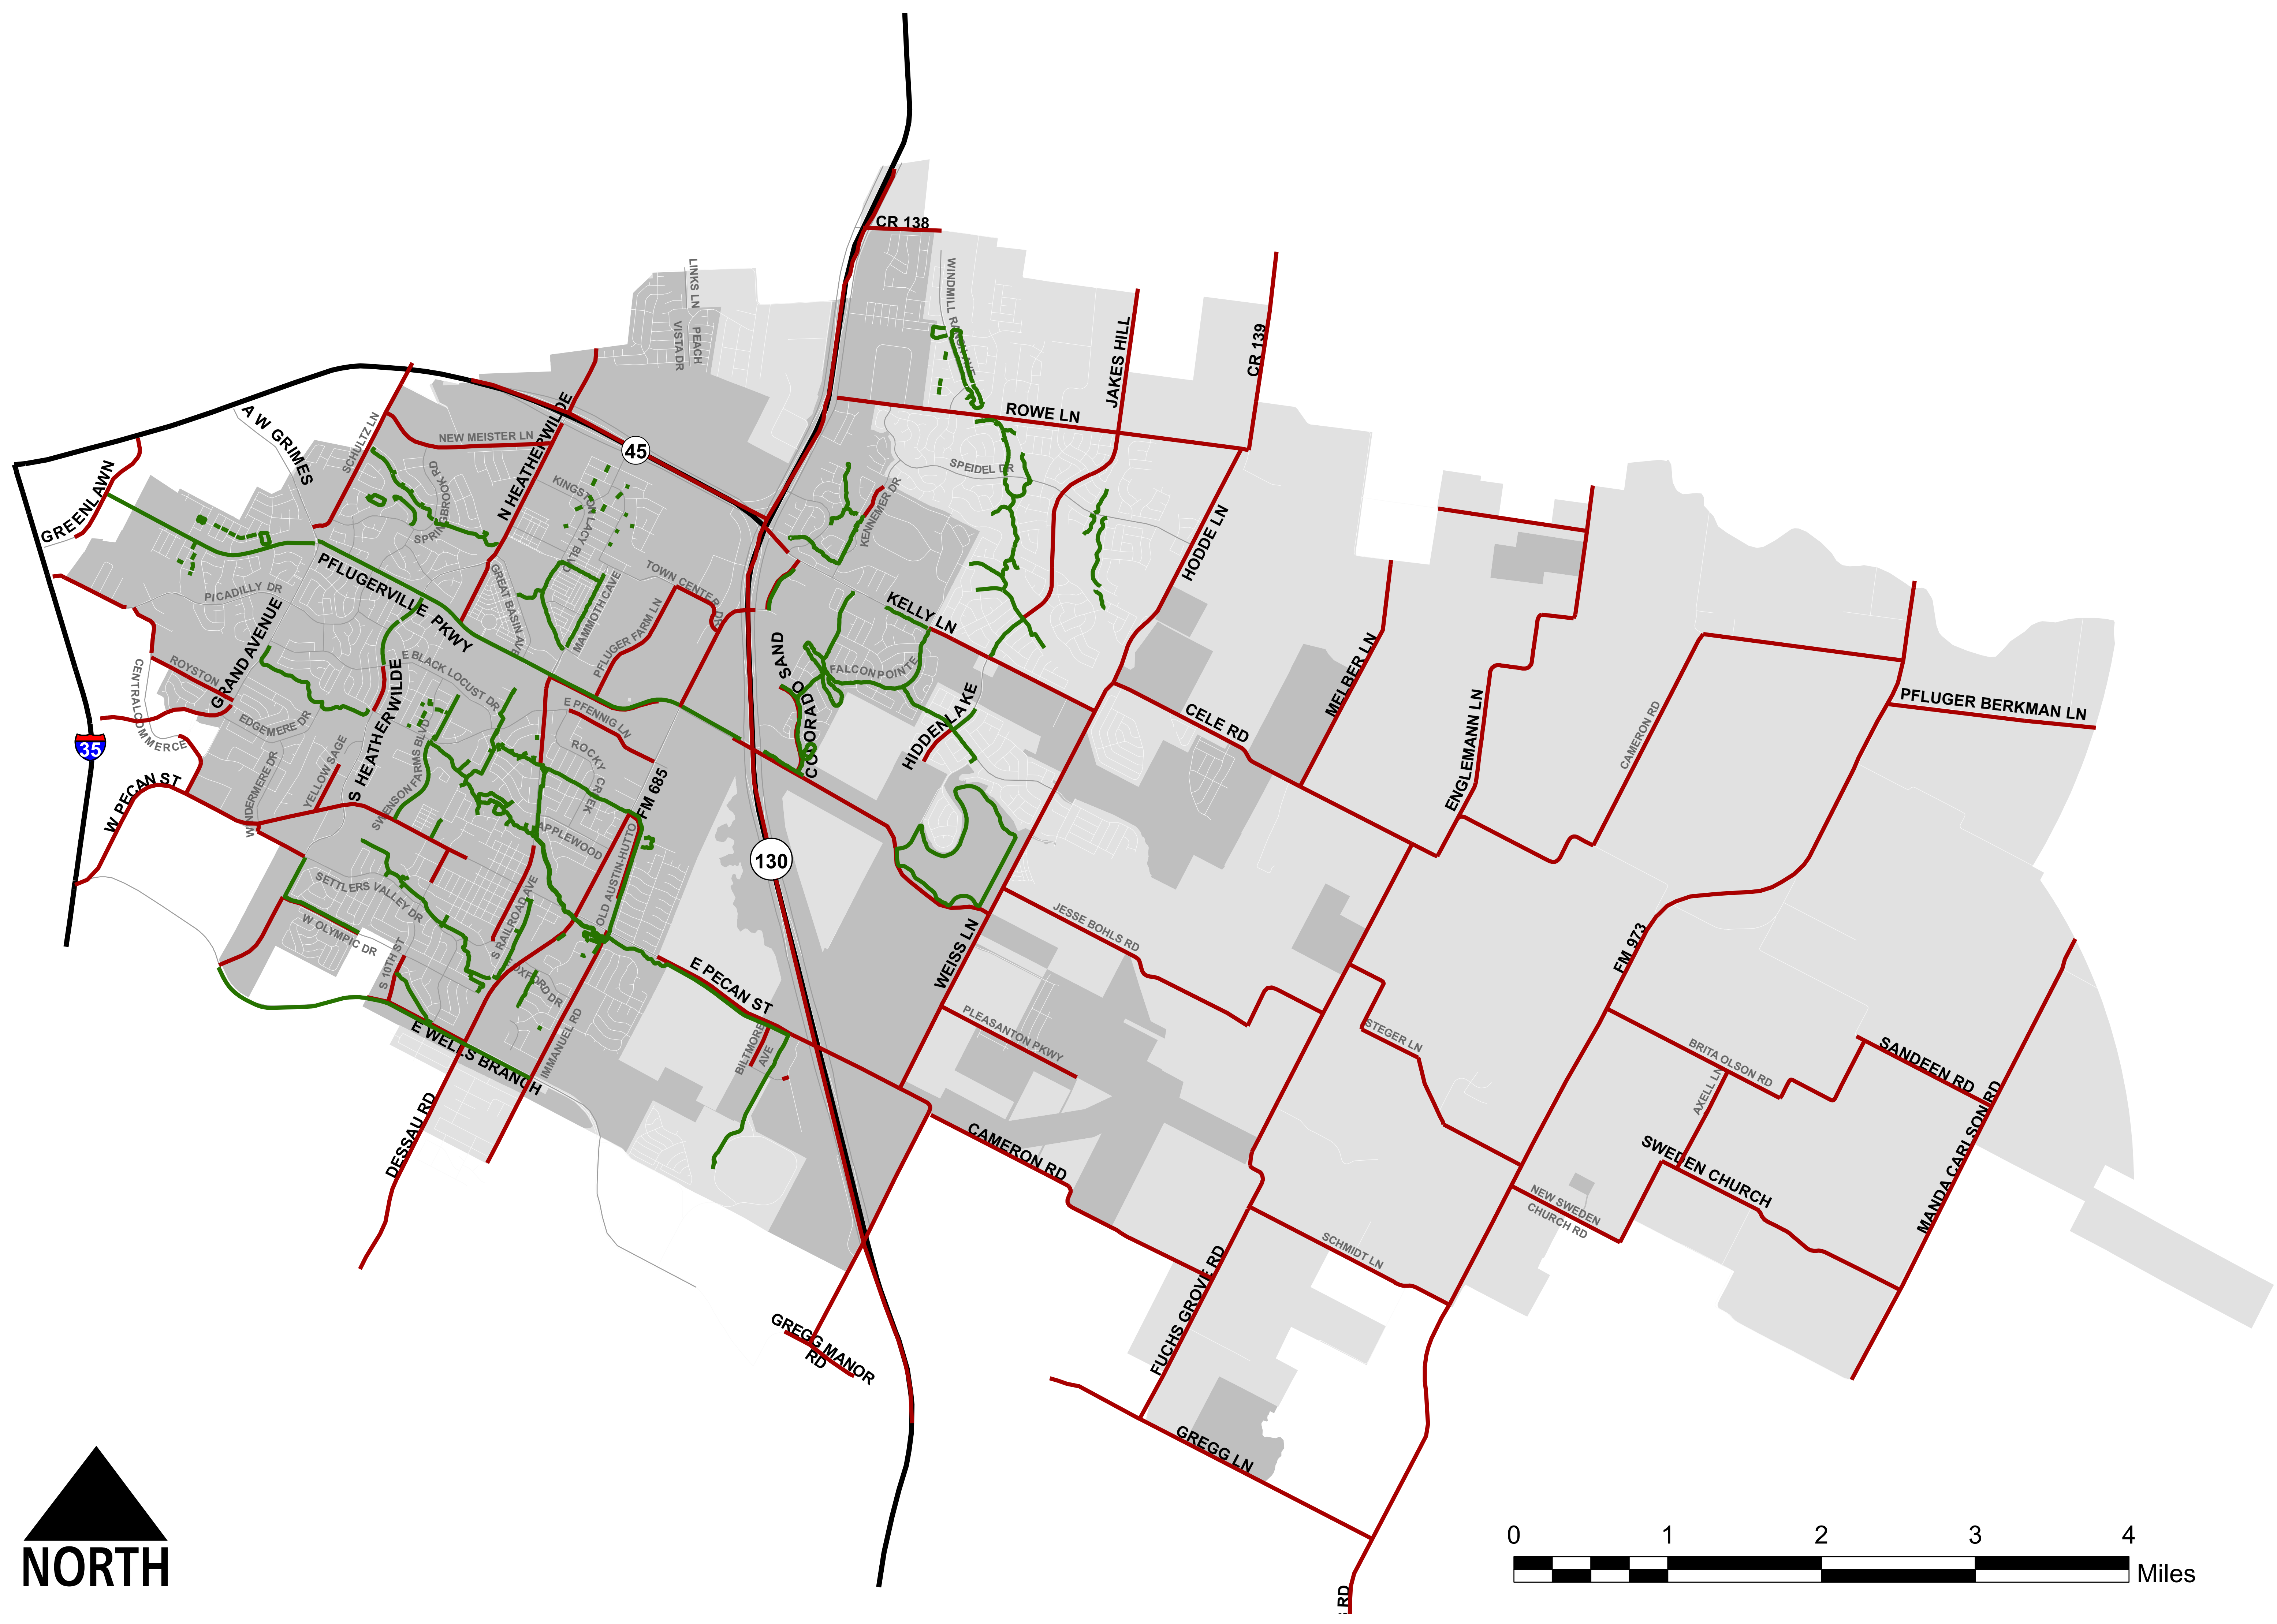 CR 138
LINKS LN
WINDMILL RANCH AVE
VISTA DR
PEACH
JAKES HILL
CR 139
A W GRIMES
SCHULTZ LN
NEW MEISTER LN
N HEATHERWILDE
45
ROWE LN
SPEIDEL DR
GREENLAWN
SPRINGBROOK RD
KINGSTON LACY BLVD
KENNEMER DR
HODDE LN
PFLUGERVILLE PKWY
PICADILLY DR
GREAT BASIN AVE
MAMMOTH CAVE
TOWN CENTER DR
PFLUGER FARM LN
KELLY LN
GRAND AVENUE
ROYSTON
CENTRAL COMMERCE
E BLACK LOCUST DR
COLORADO SAND
FALCON POINTE
HIDDEN LAKE
MELBER LN
CELE RD
ENGLEMANN LN
CAMERON RD
PFLUGER BERKMAN LN
EDGEMERE DR
S HEATHERWILDE
E PFENNIG LN
ROCKY CREEK
35
W PECAN ST
WINDERMERE DR
YELLOW SAGE
SWENSON FARMS BLVD
FM 685
APPLEWOOD
OLD AUSTIN-HUTTO
130
SETTLERS VALLEY DR
W OLYMPIC DR
S RAILROAD AVE
S 10TH ST
OXFORD DR
IMMANUEL RD
E PECAN ST
WEISS LN
JESSE BOHLS RD
FM 973
PLEASANTON PKWY
BILTMORE
AVE
E WELLS BRANCH
DESSAU RD
STEGER LN
BRITA OLSON RD
AXELL LN
SANDEEN RD
SWEDEN CHURCH
MANDA CARLSON RD
CAMERON RD
NEW SWEDEN
CHURCH RD
SCHMIDT LN
FUCHS GROVE RD
GREGG MANOR
RD
GREGG LN
NORTH
0 1 2 3 4
Miles
RD